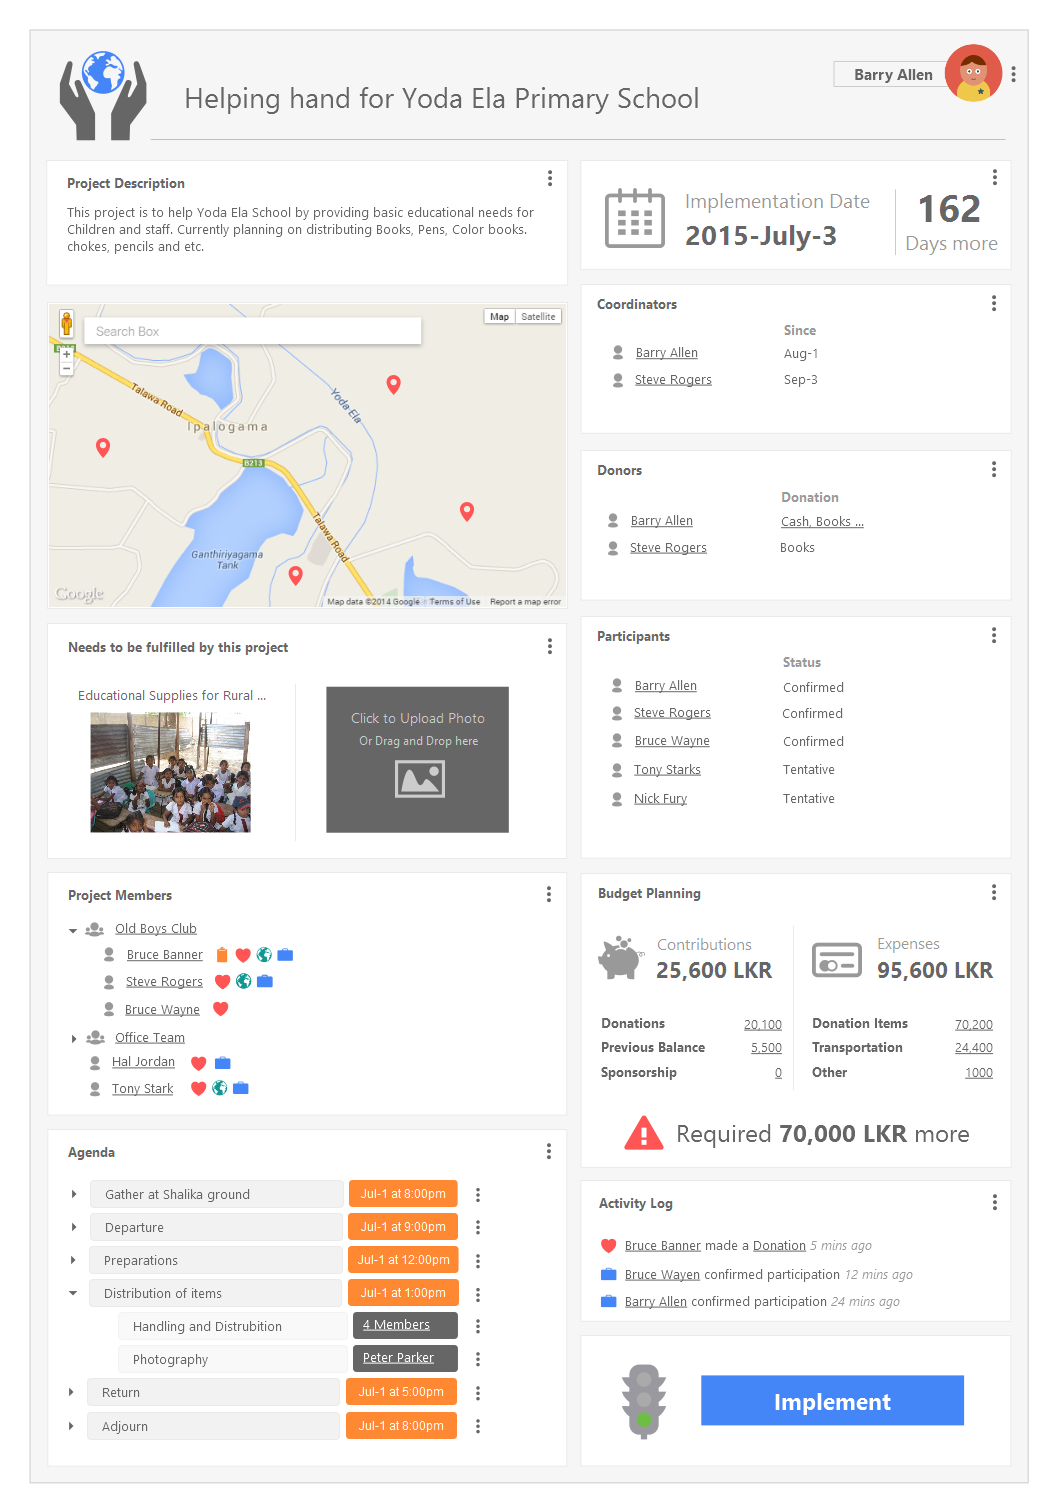 Helping hand for Yoda Ela Primary School
Barry Allen
Project Description
This project is to help Yoda Ela School by providing basic educational needs for
Children and staff. Currently planning on distributing Books, Pens, Color books.
chokes, pencils and etc.
Implementation Date
2015-July-3
162
Days more
Search Box
Map
Satellite
Talawa Road
Yoda Ela
Ipalogama
B213
Talawa Road
Ganthiriyagama
Tank
Google
Map data ©2014 Google
Terms of Use
Report a map error
Coordinators
Since
Barry Allen Aug-1
Steve Rogers Sep-3
Donors
Donation
Barry Allen Cash, Books ...
Steve Rogers Books
Needs to be fulfilled by this project
Educational Supplies for Rural ...
Click to Upload Photo
Or Drag and Drop here
Participants
Status
Barry Allen Confirmed
Steve Rogers Confirmed
Bruce Wayne Confirmed
Tony Starks Tentative
Nick Fury Tentative
Project Members
Old Boys Club
Bruce Banner
Steve Rogers
Bruce Wayne
Office Team
Hal Jordan
Tony Stark
Budget Planning
Contributions
25,600 LKR
Expenses
95,600 LKR
Donations 20,100
Previous Balance 5,500
Sponsorship 0
Donation Items 70,200
Transportation 24,400
Other 1000
Required 70,000 LKR more
Agenda
Gather at Shalika ground Jul-1 at 8:00pm
Departure Jul-1 at 9:00pm
Preparations Jul-1 at 12:00pm
Distribution of items Jul-1 at 1:00pm
Handling and Distrubition 4 Members
Photography Peter Parker
Return Jul-1 at 5:00pm
Adjourn Jul-1 at 8:00pm
Activity Log
Bruce Banner made a Donation 5 mins ago
Bruce Wayen confirmed participation 12 mins ago
Barry Allen confirmed participation 24 mins ago
Implement